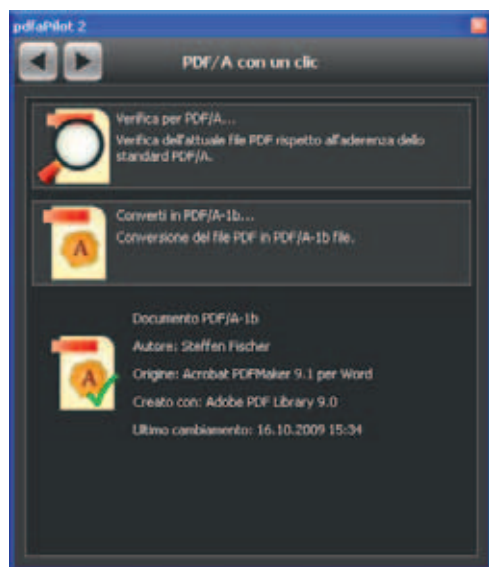 pdfaPilot 2
PDF/A con un clic
Verifica per PDF/A...
Verifica dell'attuale file PDF rispetto all'aderenza dello
standard PDF/A.
Converti in PDF/A-1b...
Conversione del file PDF in PDF/A-1b file.
A
Documento PDF/A-1b
Autore: Steffen Fischer
A
Origine: Acrobat PDFMaker 9.1 per Word
Creato con: Adobe PDF Library 9.0
Ultimo cambiamento: 16.10.2009 15:34